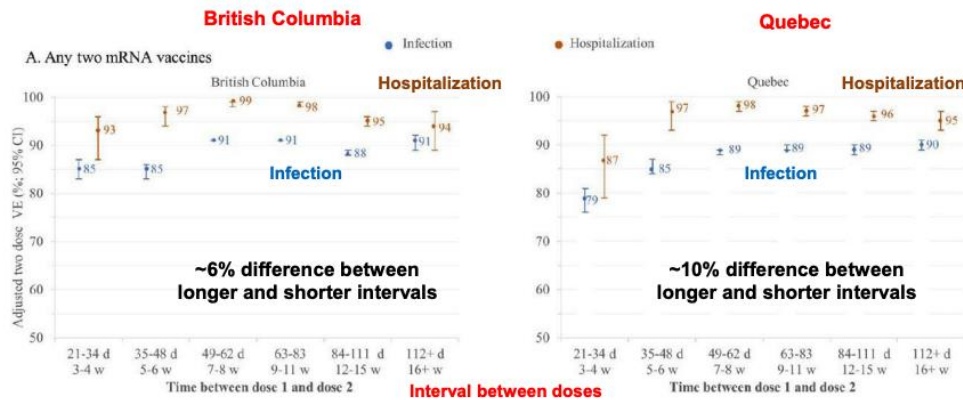 British Columbia
Quebec
Infection
Hospitalization
A. Any two mRNA vaccines
British Columbia
Hospitalization
Quebec
Hospitalization
Adjusted two dose VE (%; 95% CI)
100
90
80
70
60
50
93
97
99
98
95
94
85
85
91
91
88
91
Infection
~6% difference between
longer and shorter intervals
21-34 d
35-48 d
49-62 d
63-83
84-111 d
112+ d
3-4 w
5-6 w
7-8 w
9-11 w
12-15 w
16+ w
Time between dose 1 and dose 2
100
90
80
70
60
50
87
97
98
97
96
95
79
85
89
89
89
90
Infection
~10% difference between
longer and shorter intervals
21-34 d
35-48 d
49-62 d
63-83
84-111 d
112+ d
3-4 w
5-6 w
7-8 w
9-11 w
12-15 w
16+ w
Time between dose 1 and dose 2
Interval between doses